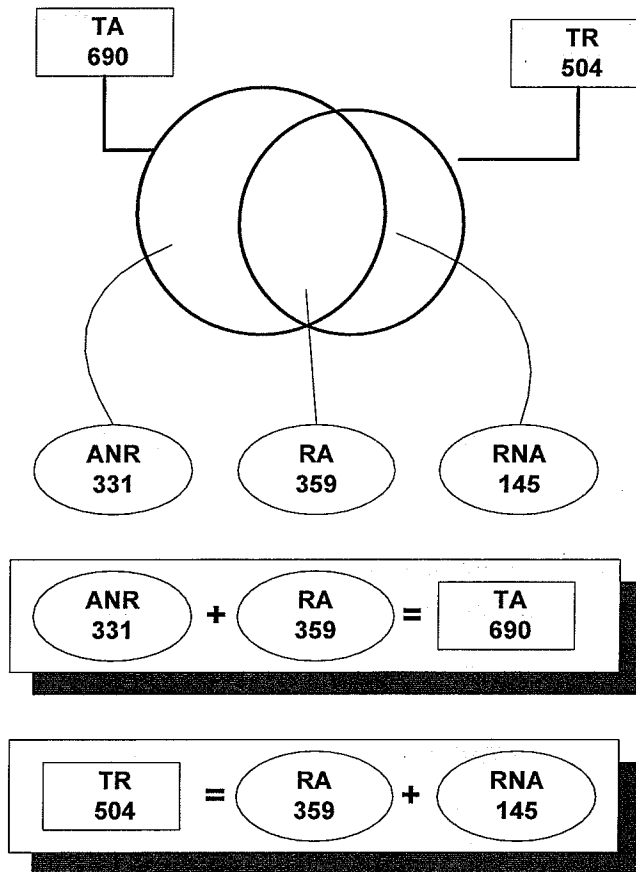 TA
690
TR
504
ANR
331
RA
359
RNA
145
ANR
331
+
RA
359
=
TA
690
TR
504
=
RA
359
+
RNA
145